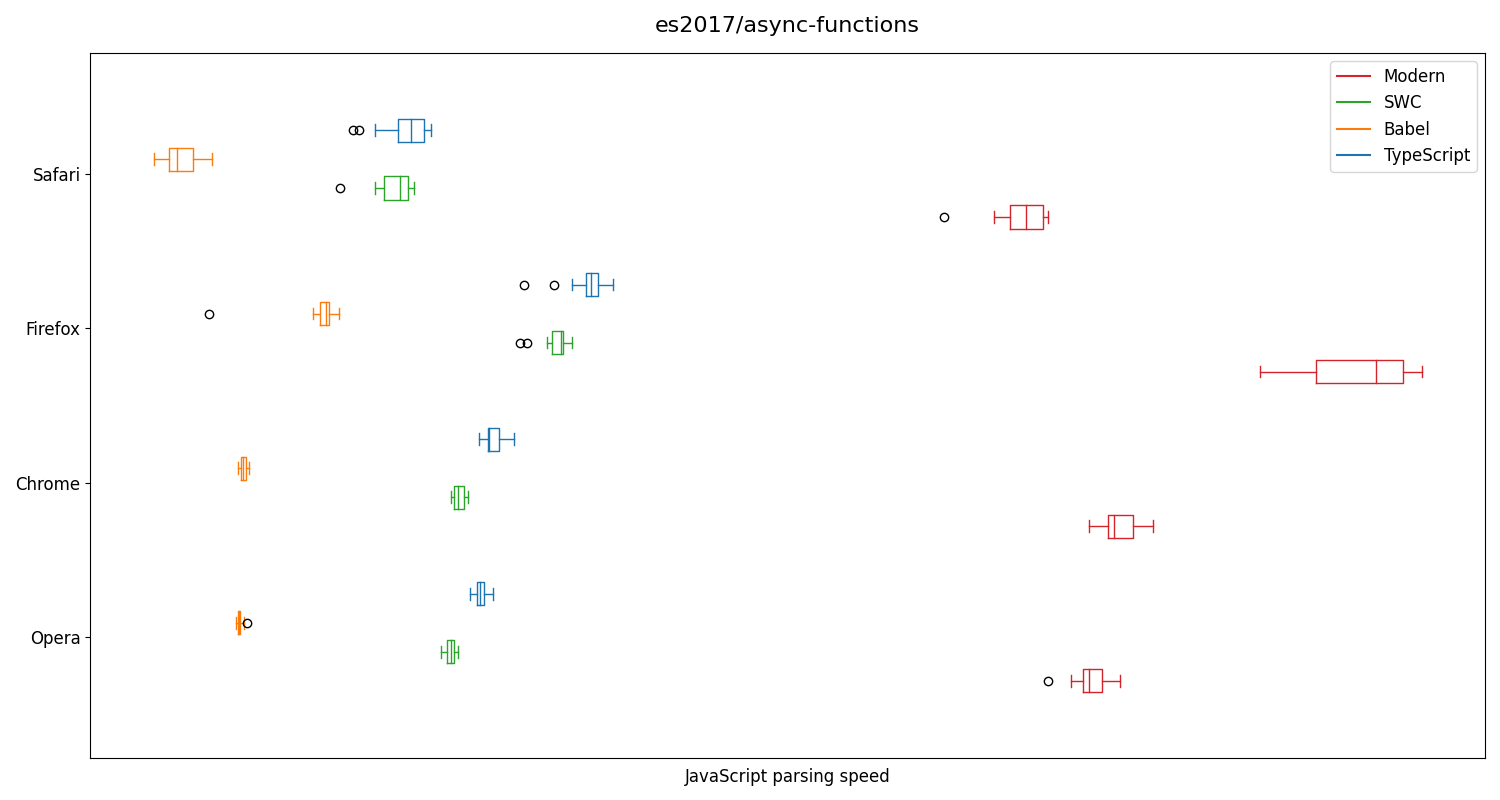 es2017/async-functions
Modern
SWC
Babel
TypeScript
Safari
Firefox
Chrome
Opera
JavaScript parsing speed